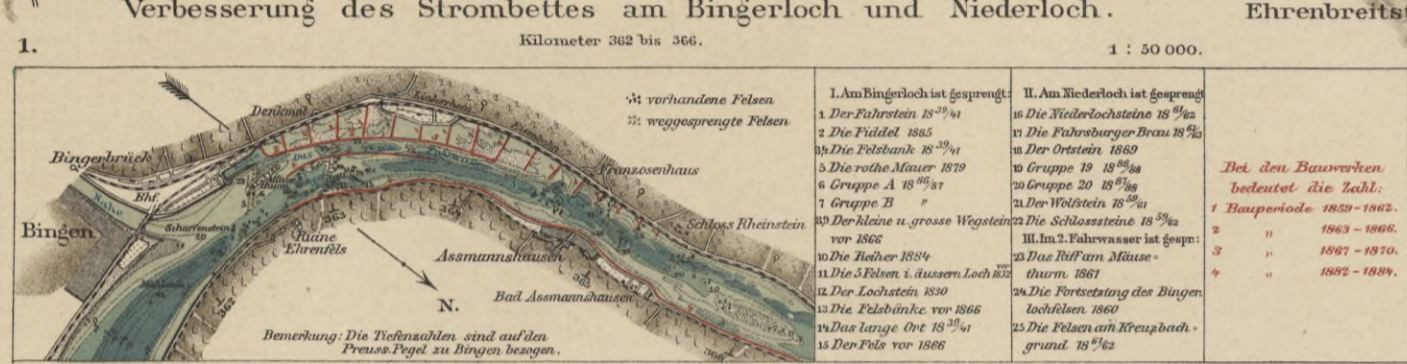 Verbesserung des Strombettes am Bingerloch und Niederloch.
Ehrenbreitst
1.
Kilometer 362 bis 366.
1 : 50 000.
Denkmal
Bingerbrück
Bhf.
Nahe
Bingen
Scharfenstein
Ruine
Ehrenfels
363
362
364
365
366
Assmannshausen
Bad Assmannshausen
Franzosenhaus
Schloss Rheinstein
N.
vorhandene Felsen
weggesprengte Felsen
Bemerkung: Die Tiefenzahlen sind auf den
Preuss. Pegel zu Bingen bezogen.
I. Am Bingerloch ist gesprengt:
1 Der Fahrstein 18 39/41
2 Die Fiddel 1885
3,4 Die Felsbank 18 39/41
5 Die rothe Mauer 1879
6 Gruppe A 18 86/87
7 Gruppe B "
8,9 Der kleine u. grosse Wegstein
vor 1866
10 Die Reiher 1884
11 Die 5 Felsen i. äussern Loch vor 1832
12 Der Lochstein 1830
13 Die Felsbänke vor 1866
14 Das lange Ort 18 39/41
15 Der Fels vor 1866
II. Am Niederloch ist gesprengt
16 Die Niederlochsteine 18 61/62
17 Die Fahrsburger Brau 18 61/63
18 Der Ortstein 1869
19 Gruppe 19 18 86/88
20 Gruppe 20 18 87/88
21 Der Wolfstein 18 59/61
22 Die Schlosssteine 18 59/62
III. Im 2. Fahrwasser ist gespr:
23 Das Riff am Mäuse-
thurm 1861
24 Die Fortsetzung des Bingen
lochfelsen 1860
25 Die Felsen am Kreuzbach-
grund 18 61/62
Bei den Bauwerken
bedeutet die Zahl:
1 Bauperiode 1859-1862.
2 " 1863-1866.
3 " 1867-1870.
4 " 1882-1884.